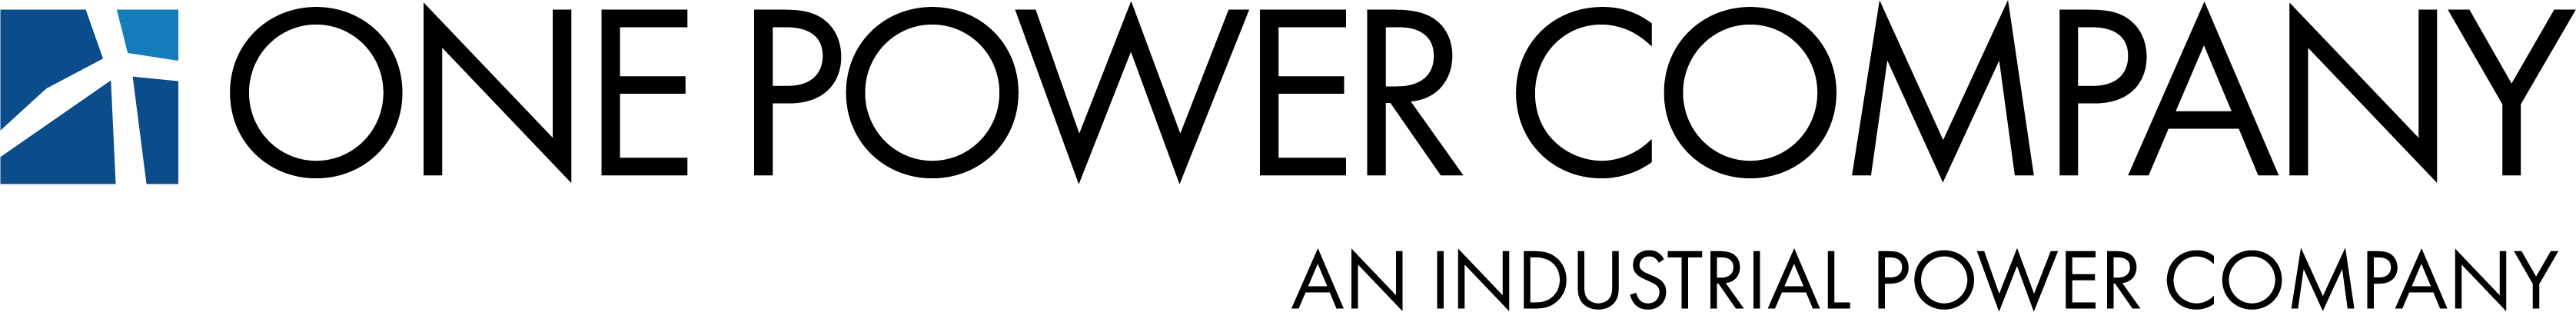 ONE POWER COMPANY
AN INDUSTRIAL POWER COMPANY